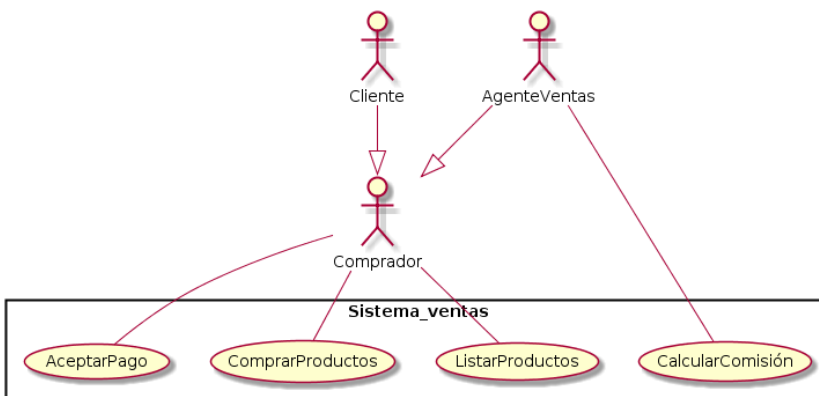 Cliente
AgenteVentas
Comprador
Sistema_ventas
AceptarPago
ComprarProductos
ListarProductos
CalcularComisión